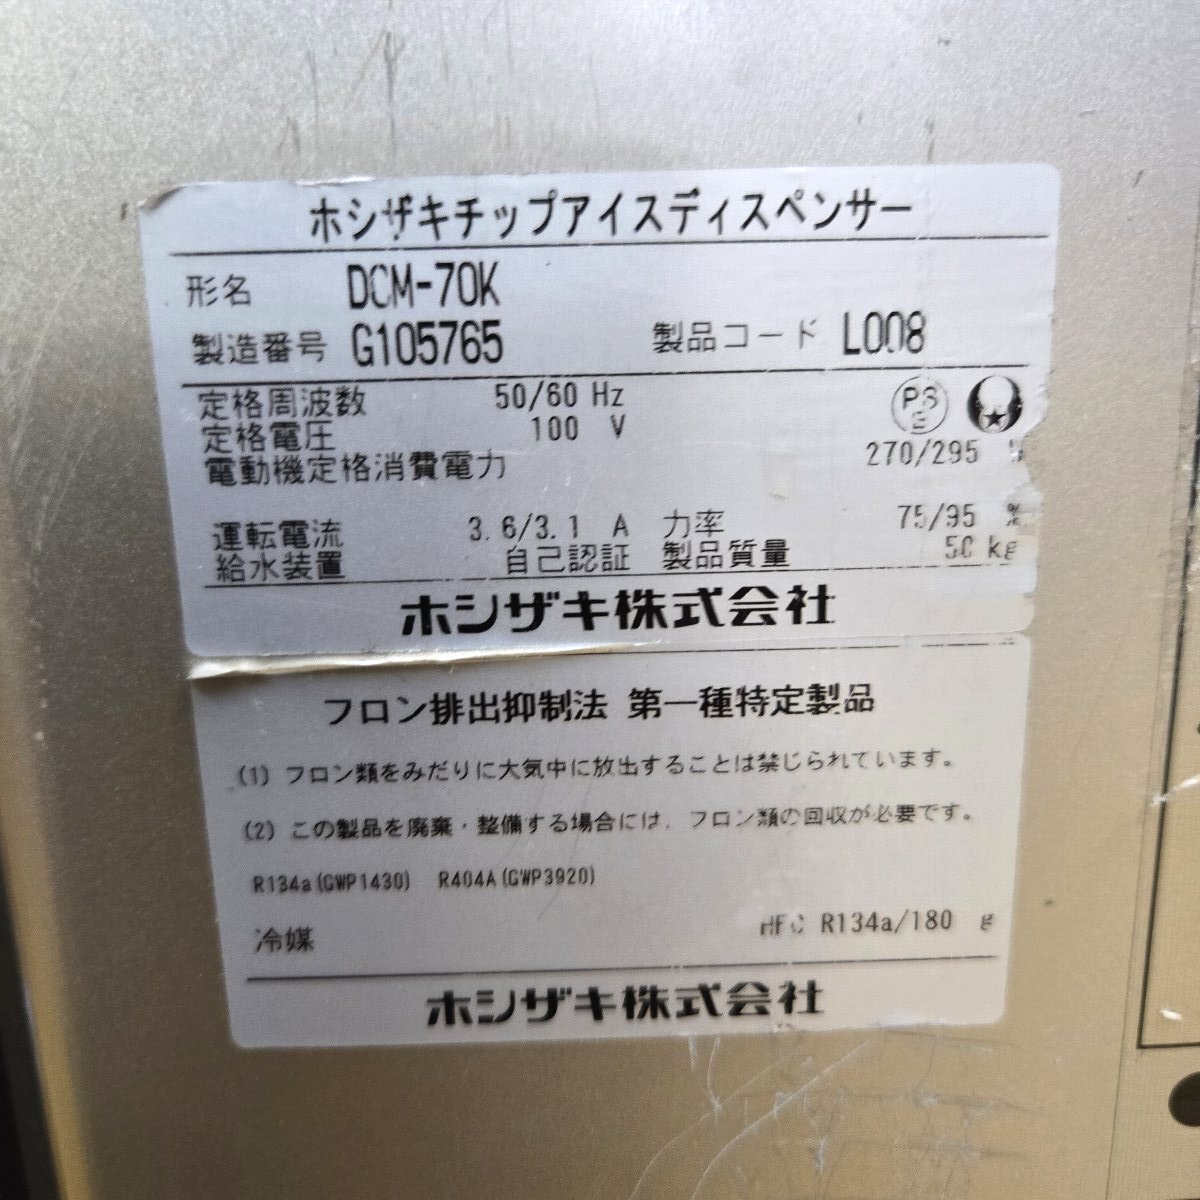 ホシザキチップアイスディスペンサー
形名 DCM-70K
製造番号 G105765 製品コード L008
定格周波数 50/60 Hz
定格電圧 100 V
PSE
電動機定格消費電力 270/295 W
運転電流 3.6/3.1 A 力率 75/95 %
給水装置 自己認証 製品質量 50 kg
ホシザキ株式会社
フロン排出抑制法 第一種特定製品
(1) フロン類をみだりに大気中に放出することは禁じられています。
(2) この製品を廃棄・整備する場合には、フロン類の回収が必要です。
R134a(GWP1430) R404A(GWP3920)
冷媒 HFC R134a/180 g
ホシザキ株式会社